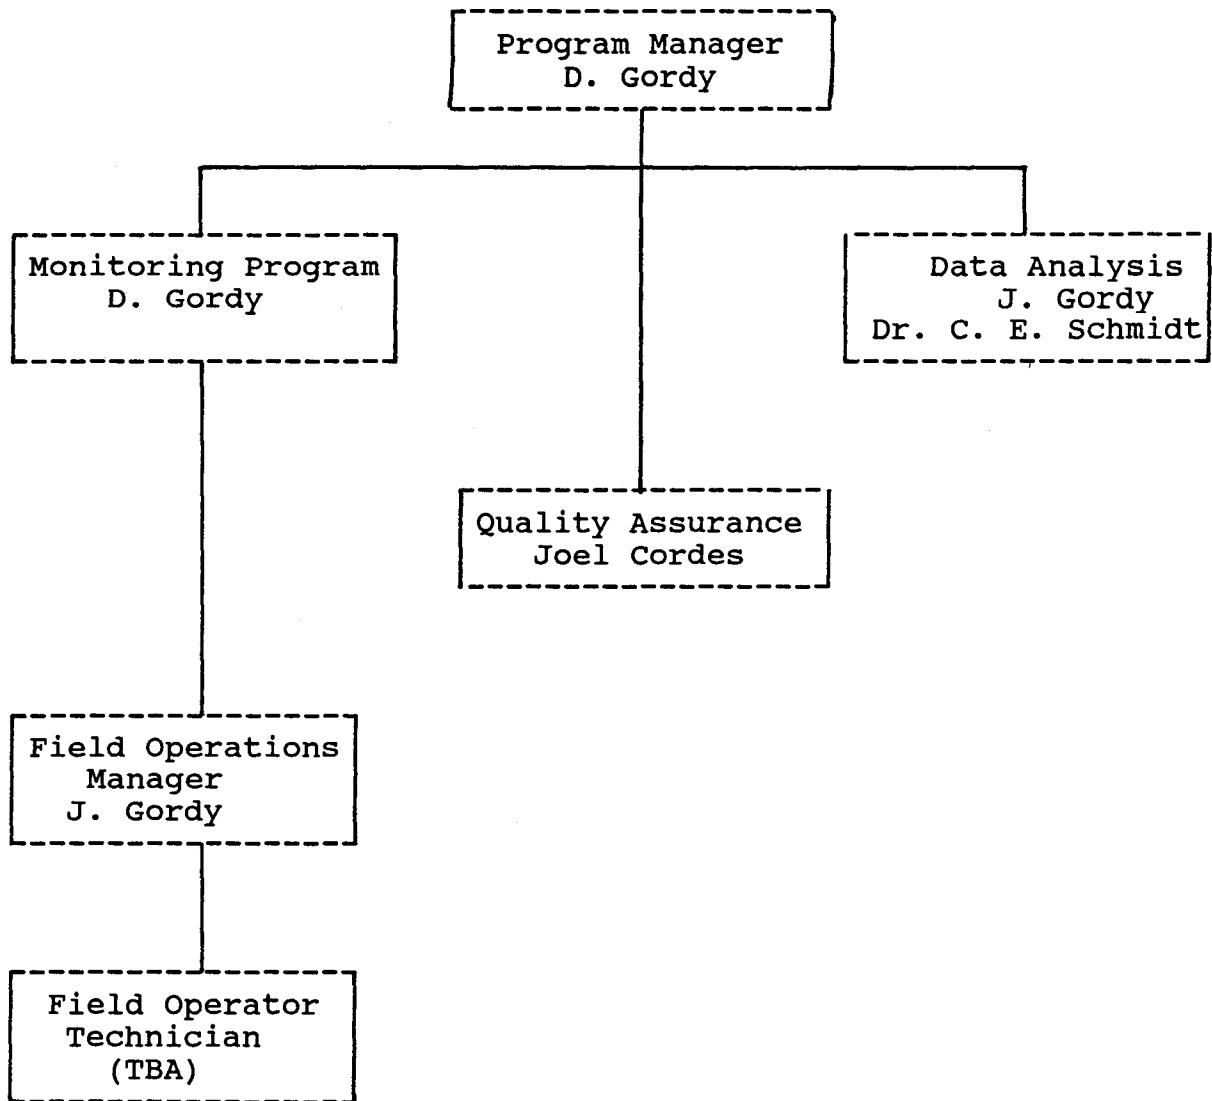 Program Manager
D. Gordy
Monitoring Program
D. Gordy
Data Analysis
J. Gordy
Dr. C. E. Schmidt
Quality Assurance
Joel Cordes
Field Operations
Manager
J. Gordy
Field Operator
Technician
(TBA)